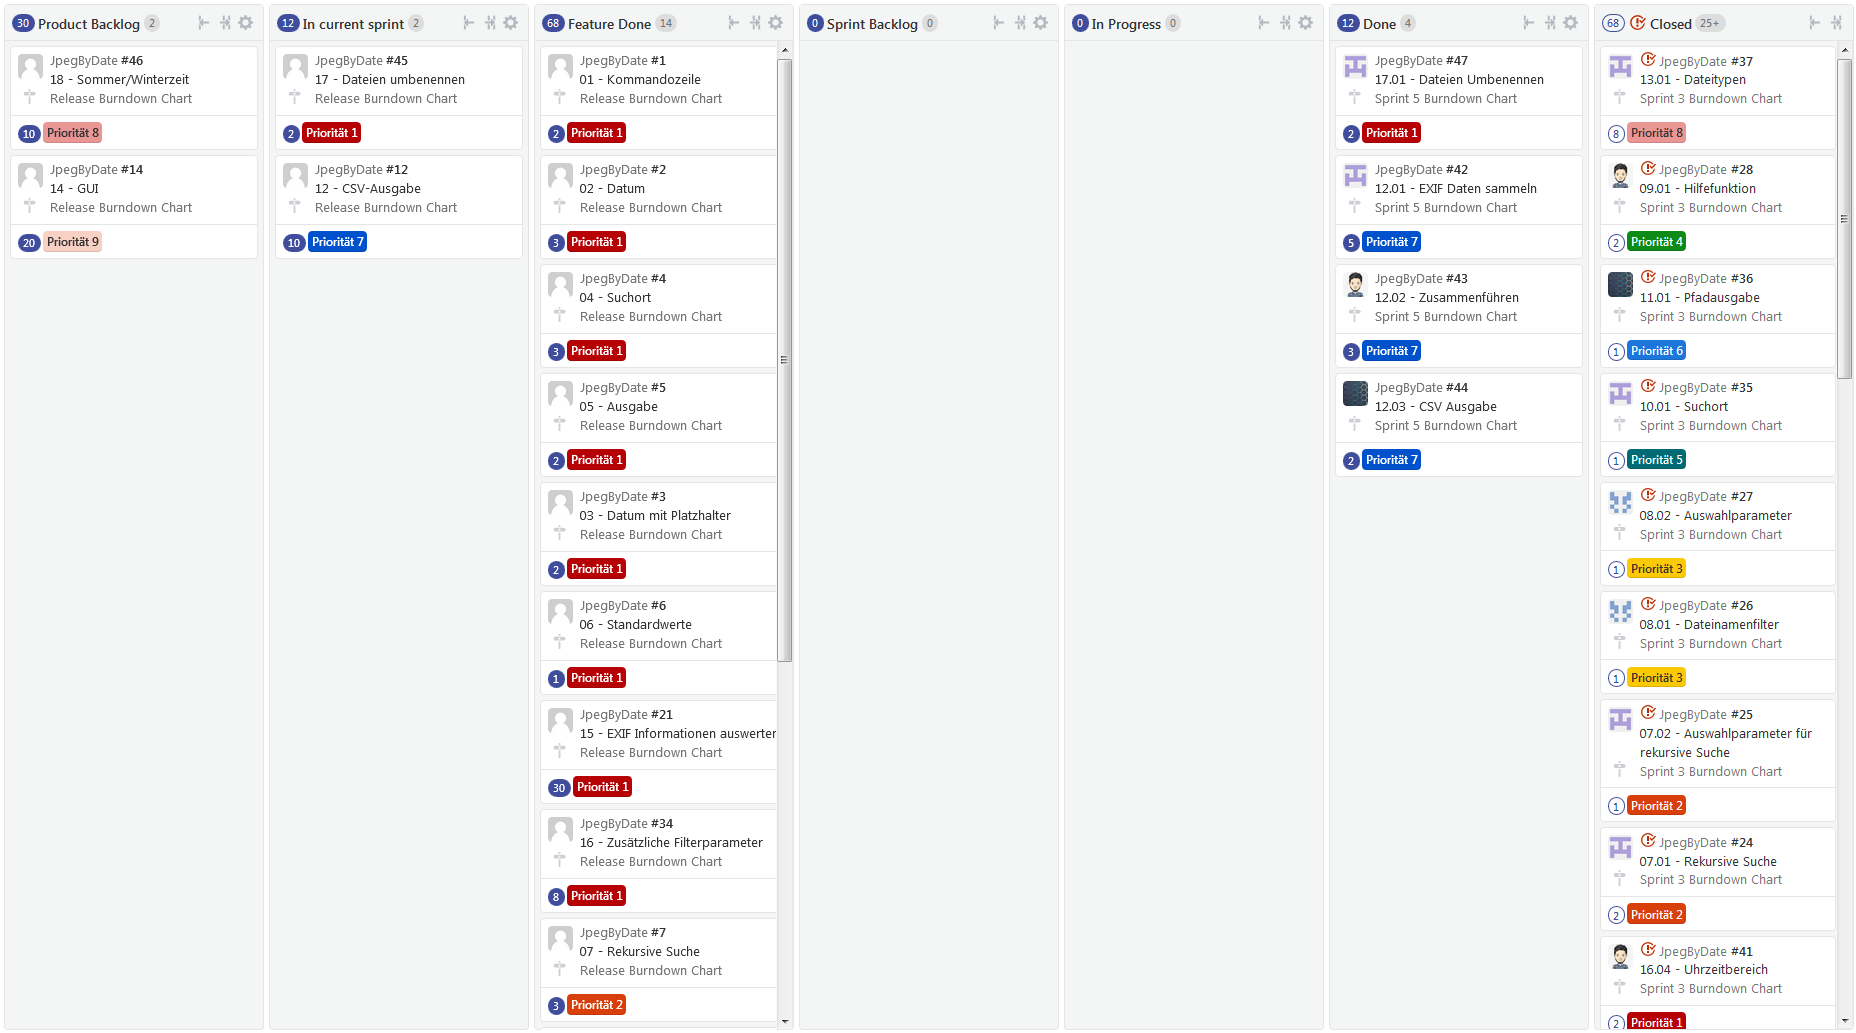 30 Product Backlog 2
JpegByDate #46
18 - Sommer/Winterzeit
Release Burndown Chart
10 Priorität 8
JpegByDate #14
14 - GUI
Release Burndown Chart
20 Priorität 9
12 In current sprint 2
JpegByDate #45
17 - Dateien umbenennen
Release Burndown Chart
2 Priorität 1
JpegByDate #12
12 - CSV-Ausgabe
Release Burndown Chart
10 Priorität 7
68 Feature Done 14
JpegByDate #1
01 - Kommandozeile
Release Burndown Chart
2 Priorität 1
JpegByDate #2
02 - Datum
Release Burndown Chart
3 Priorität 1
JpegByDate #4
04 - Suchort
Release Burndown Chart
3 Priorität 1
JpegByDate #5
05 - Ausgabe
Release Burndown Chart
2 Priorität 1
JpegByDate #3
03 - Datum mit Platzhalter
Release Burndown Chart
2 Priorität 1
JpegByDate #6
06 - Standardwerte
Release Burndown Chart
1 Priorität 1
JpegByDate #21
15 - EXIF Informationen auswerten
Release Burndown Chart
30 Priorität 1
JpegByDate #34
16 - Zusätzliche Filterparameter
Release Burndown Chart
8 Priorität 1
JpegByDate #7
07 - Rekursive Suche
Release Burndown Chart
3 Priorität 2
0 Sprint Backlog 0
0 In Progress 0
12 Done 4
JpegByDate #47
17.01 - Dateien Umbenennen
Sprint 5 Burndown Chart
2 Priorität 1
JpegByDate #42
12.01 - EXIF Daten sammeln
Sprint 5 Burndown Chart
5 Priorität 7
JpegByDate #43
12.02 - Zusammenführen
Sprint 5 Burndown Chart
3 Priorität 7
JpegByDate #44
12.03 - CSV Ausgabe
Sprint 5 Burndown Chart
2 Priorität 7
68 Closed 25+
JpegByDate #37
13.01 - Dateitypen
Sprint 3 Burndown Chart
8 Priorität 8
JpegByDate #28
09.01 - Hilfefunktion
Sprint 3 Burndown Chart
2 Priorität 4
JpegByDate #36
11.01 - Pfadausgabe
Sprint 3 Burndown Chart
1 Priorität 6
JpegByDate #35
10.01 - Suchort
Sprint 3 Burndown Chart
1 Priorität 5
JpegByDate #27
08.02 - Auswahlparameter
Sprint 3 Burndown Chart
1 Priorität 3
JpegByDate #26
08.01 - Dateinamenfilter
Sprint 3 Burndown Chart
1 Priorität 3
JpegByDate #25
07.02 - Auswahlparameter für
rekursive Suche
Sprint 3 Burndown Chart
1 Priorität 2
JpegByDate #24
07.01 - Rekursive Suche
Sprint 3 Burndown Chart
2 Priorität 2
JpegByDate #41
16.04 - Uhrzeitbereich
Sprint 3 Burndown Chart
2 Priorität 1